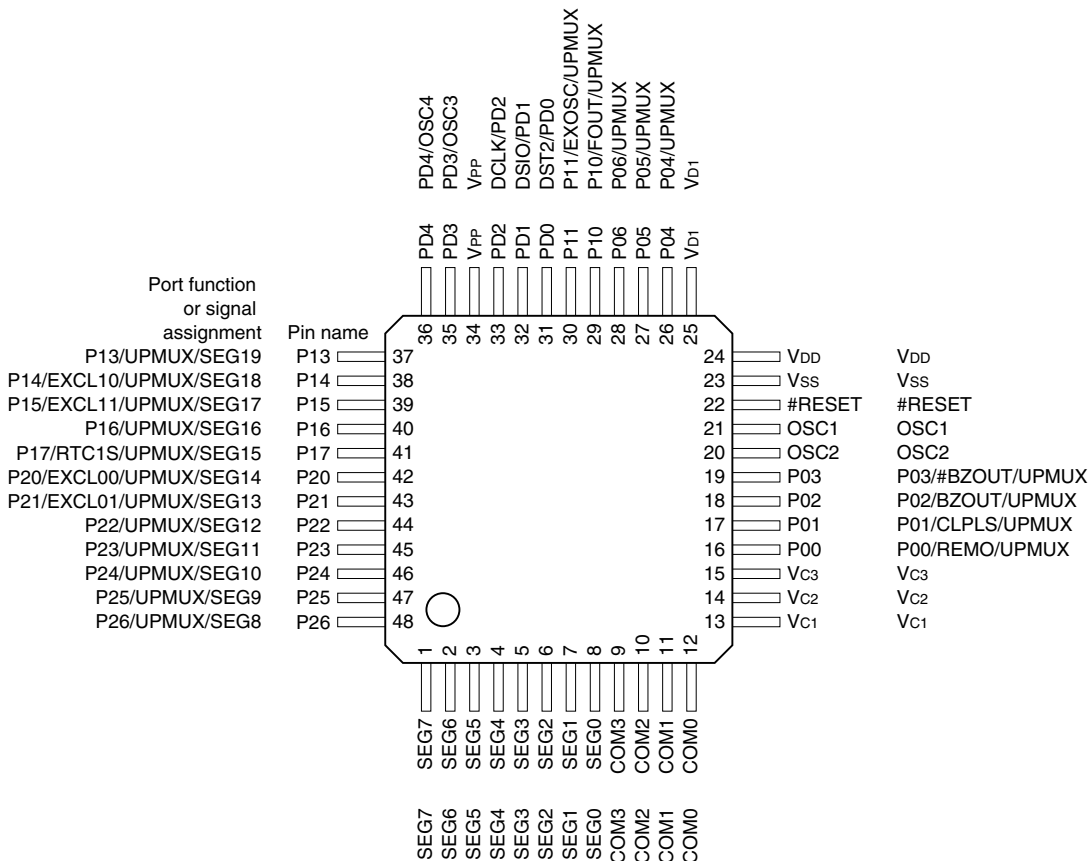 PD4/OSC4
PD3/OSC3
VPP
DCLK/PD2
DSIO/PD1
DST2/PD0
P11/EXOSC/UPMUX
P10/FOUT/UPMUX
P06/UPMUX
P05/UPMUX
P04/UPMUX
VD1
PD4
PD3
VPP
PD2
PD1
PD0
P11
P10
P06
P05
P04
VD1
36
35
34
33
32
31
30
29
28
27
26
25
Port function
or signal
assignment
Pin name
P13/UPMUX/SEG19 P13 37
P14/EXCL10/UPMUX/SEG18 P14 38
P15/EXCL11/UPMUX/SEG17 P15 39
P16/UPMUX/SEG16 P16 40
P17/RTC1S/UPMUX/SEG15 P17 41
P20/EXCL00/UPMUX/SEG14 P20 42
P21/EXCL01/UPMUX/SEG13 P21 43
P22/UPMUX/SEG12 P22 44
P23/UPMUX/SEG11 P23 45
P24/UPMUX/SEG10 P24 46
P25/UPMUX/SEG9 P25 47
P26/UPMUX/SEG8 P26 48
24 VDD VDD
23 VSS VSS
22 #RESET #RESET
21 OSC1 OSC1
20 OSC2 OSC2
19 P03 P03/#BZOUT/UPMUX
18 P02 P02/BZOUT/UPMUX
17 P01 P01/CLPLS/UPMUX
16 P00 P00/REMO/UPMUX
15 VC3 VC3
14 VC2 VC2
13 VC1 VC1
1
2
3
4
5
6
7
8
9
10
11
12
SEG7
SEG6
SEG5
SEG4
SEG3
SEG2
SEG1
SEG0
COM3
COM2
COM1
COM0
SEG7
SEG6
SEG5
SEG4
SEG3
SEG2
SEG1
SEG0
COM3
COM2
COM1
COM0